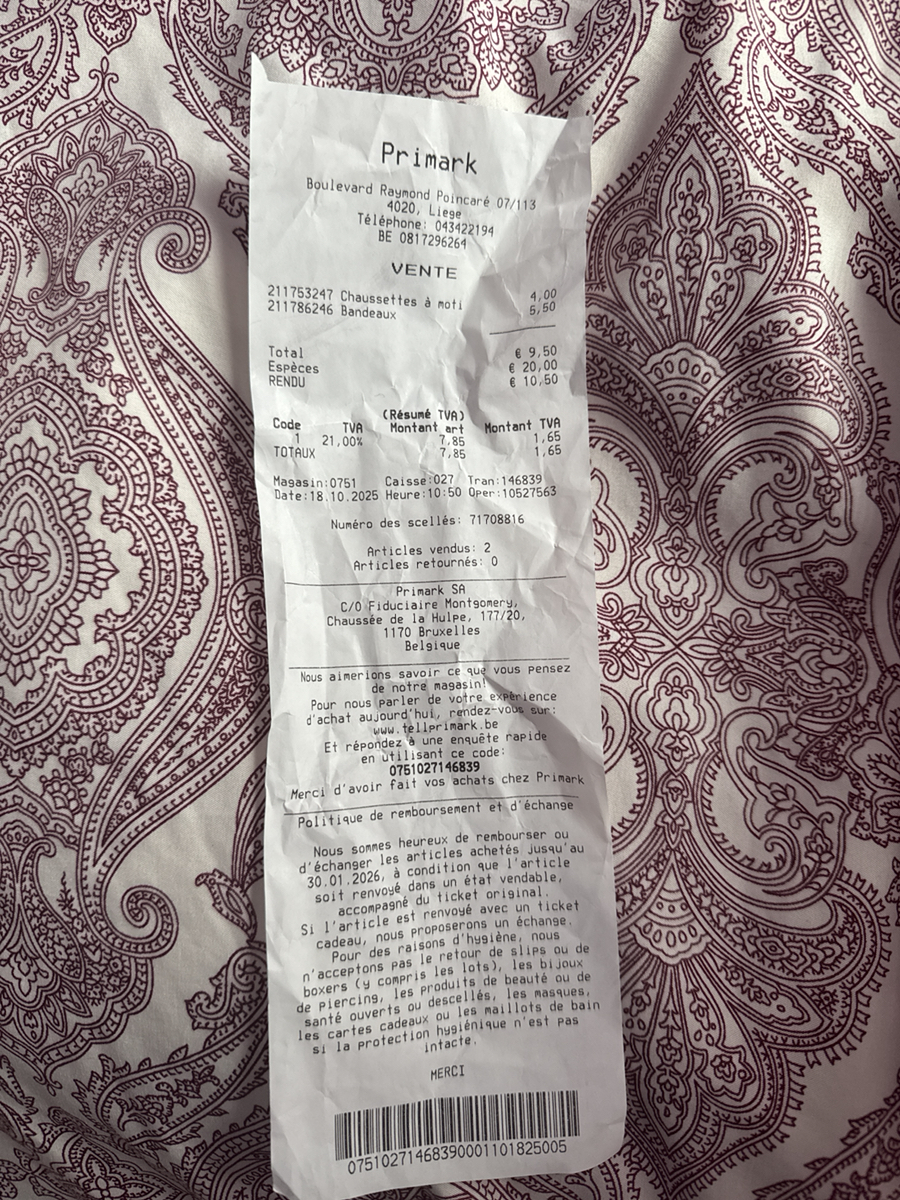 Primark
Boulevard Raymond Poincaré 07/113
4020, Liege
Téléphone: 043422194
BE 0817296264
VENTE
211753247 Chaussettes à moti 4,00
211786246 Bandeaux 5,50
Total € 9,50
Espèces € 20,00
RENDU € 10,50
(Résumé TVA)
Code TVA Montant art Montant TVA
1 21,00% 7,85 1,65
TOTAUX 7,85 1,65
Magasin:0751 Caisse:027 Tran:146839
Date:18.10.2025 Heure:10:50 Oper:10527563
Numéro des scellés: 71708816
Articles vendus: 2
Articles retournés: 0
Primark SA
C/O Fiduciaire Montgomery,
Chaussée de la Hulpe, 177/20,
1170 Bruxelles
Belgique
Nous aimerions savoir ce que vous pensez
de notre magasin!
Pour nous parler de votre expérience
d'achat aujourd'hui, rendez-vous sur:
www.tellprimark.be
Et répondez à une enquête rapide
en utilisant ce code:
0751027146839
Merci d'avoir fait vos achats chez Primark
Politique de remboursement et d'échange
Nous sommes heureux de rembourser ou
d'échanger les articles achetés jusqu'au
30.01.2026, à condition que l'article
soit renvoyé dans un état vendable,
accompagné du ticket original.
Si l'article est renvoyé avec un ticket
cadeau, nous proposerons un échange.
Pour des raisons d'hygiène, nous
n'acceptons pas le retour de slips ou de
boxers (y compris les lots), les bijoux
de piercing, les produits de beauté ou de
santé ouverts ou descellés, les masques,
les cartes cadeaux ou les maillots de bain
si la protection hygiénique n'est pas
intacte.
MERCI
07510271468390001101825005